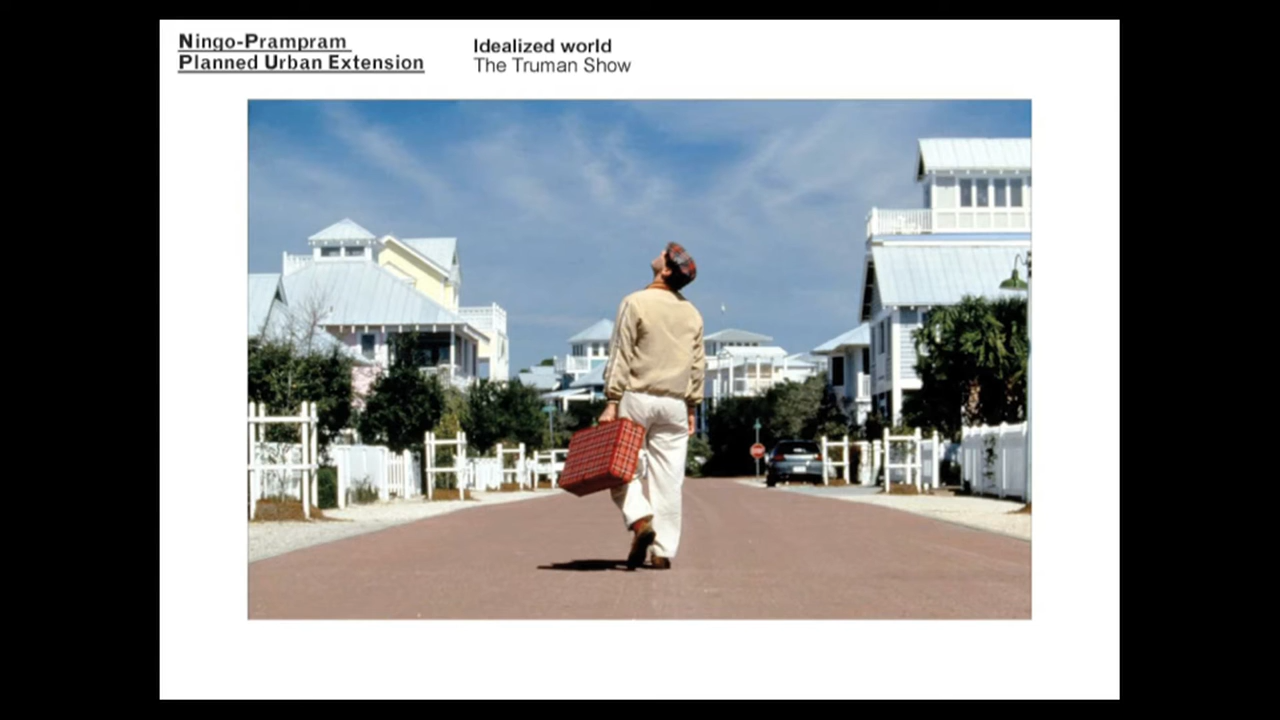 Ningo-Prampram
Planned Urban Extension
Idealized world
The Truman Show